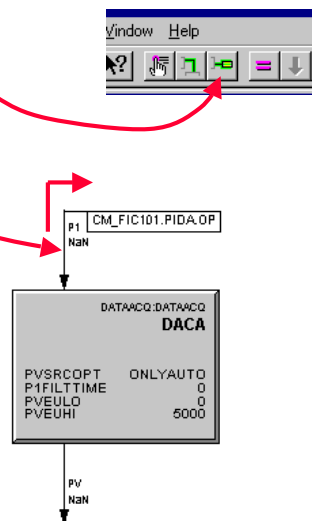 Window Help
P1 CM_FIC101.PIDA.OP
NaN
DATAACQ:DATAACQ
DACA
PVSRCOPT ONLYAUTO
P1FILTTIME 0
PVEULO 0
PVEUHI 5000
PV
NaN